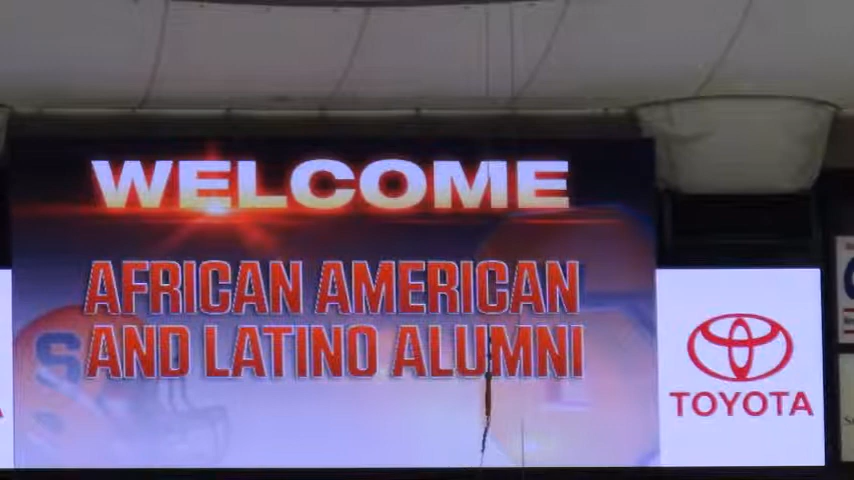 WELCOME
AFRICAN AMERICAN
AND LATINO ALUMNI
S
TOYOTA